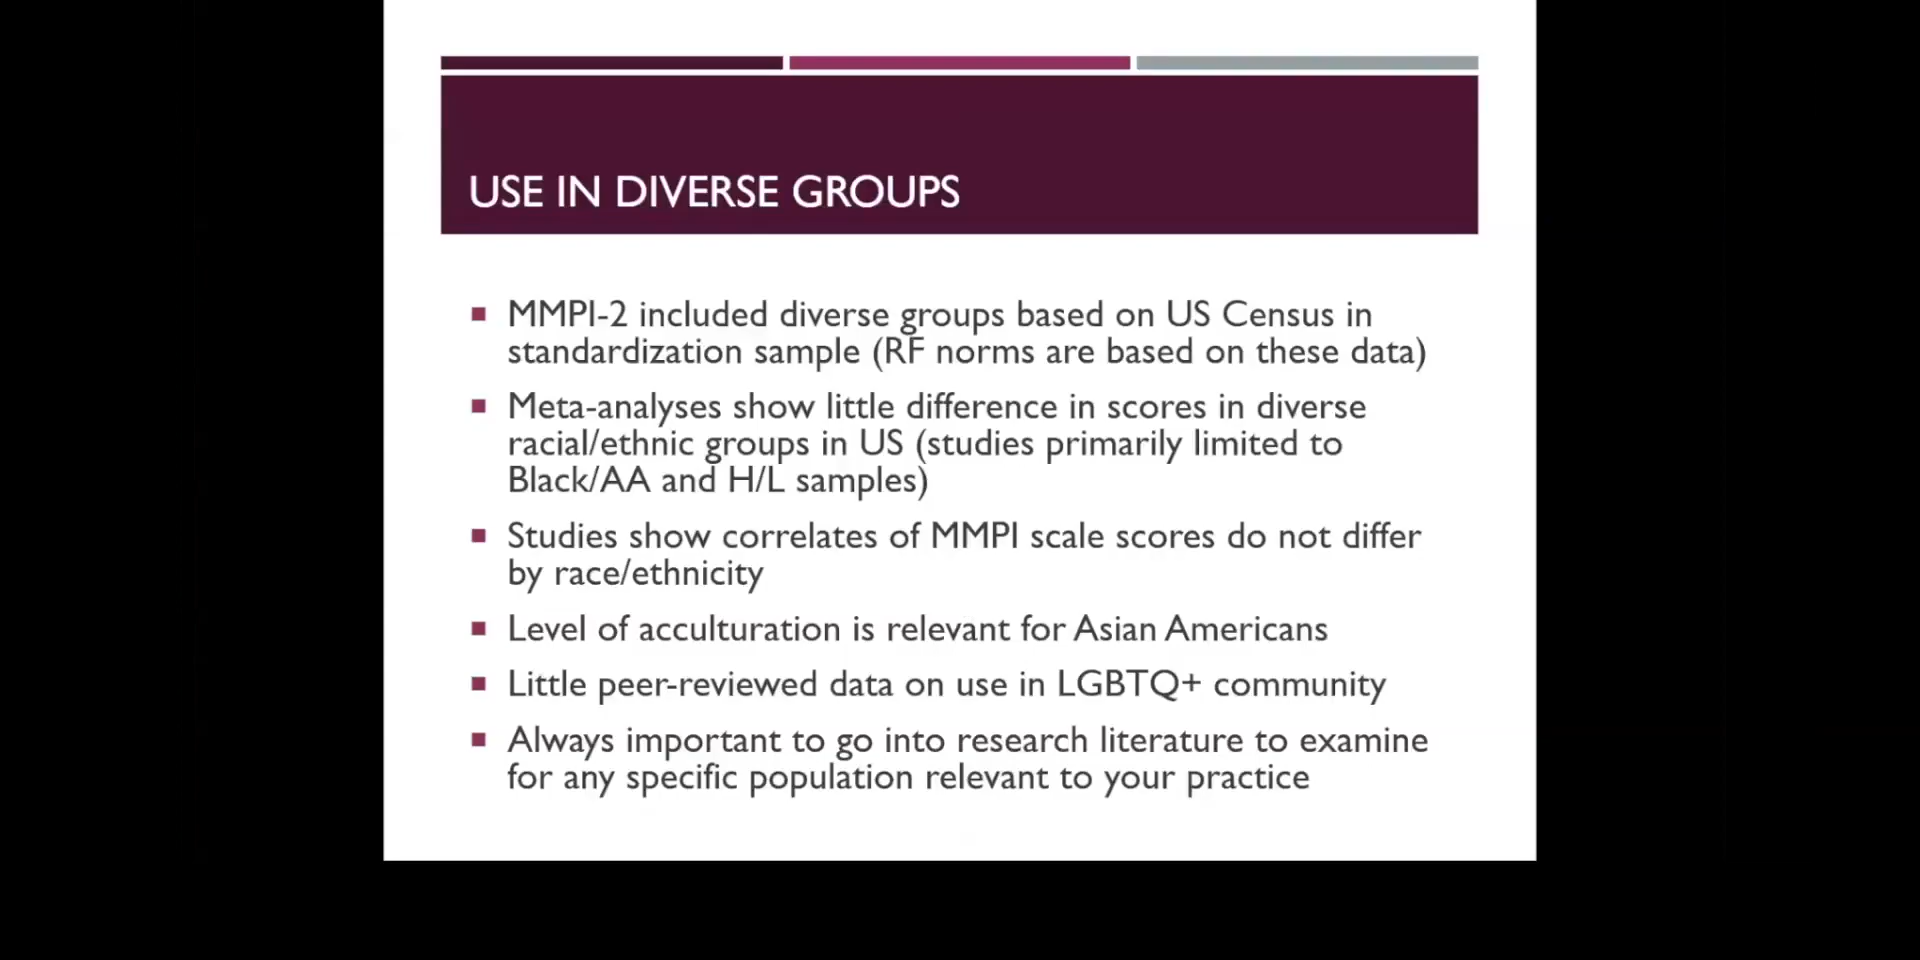 USE IN DIVERSE GROUPS
MMPI-2 included diverse groups based on US Census in
standardization sample (RF norms are based on these data)
Meta-analyses show little difference in scores in diverse
racial/ethnic groups in US (studies primarily limited to
Black/AA and H/L samples)
Studies show correlates of MMPI scale scores do not differ
by race/ethnicity
Level of acculturation is relevant for Asian Americans
Little peer-reviewed data on use in LGBTQ+ community
Always important to go into research literature to examine
for any specific population relevant to your practice